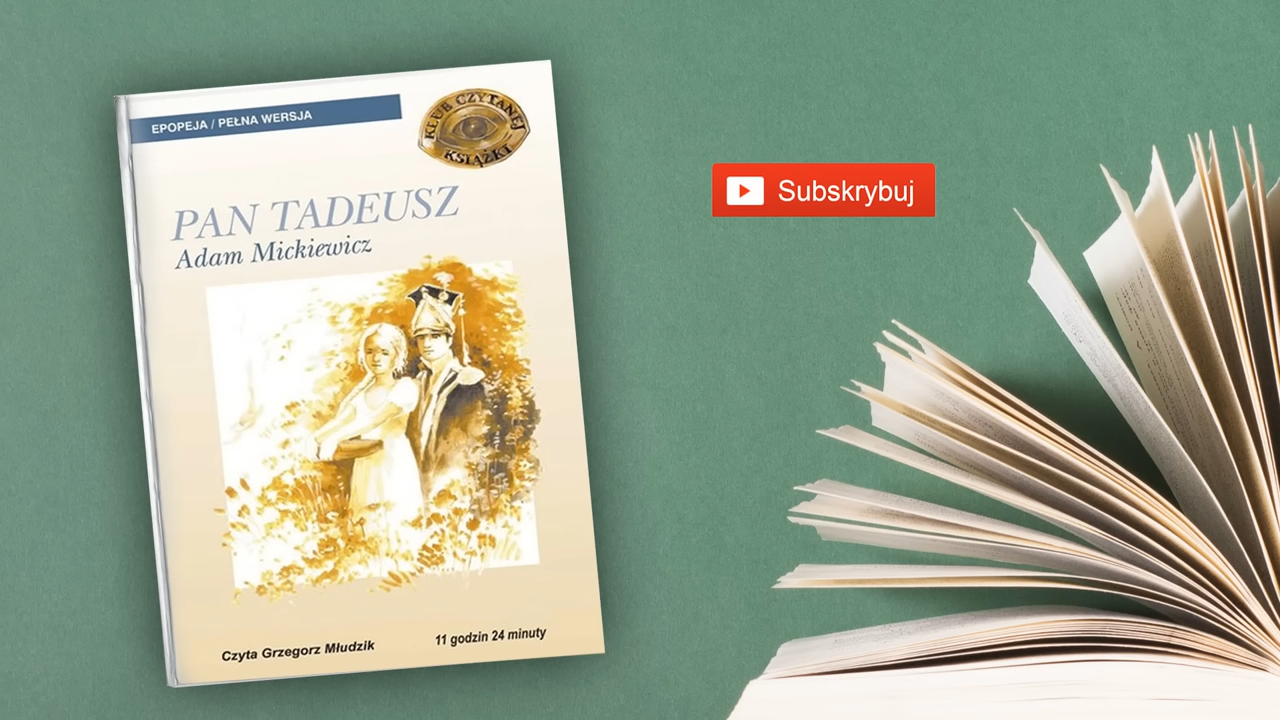 EPOPEJA / PEŁNA WERSJA
KLUB CZYTANEJ
KSIĄŻKI
PAN TADEUSZ
Adam Mickiewicz
Czyta Grzegorz Młudzik
11 godzin 24 minuty
Subskrybuj